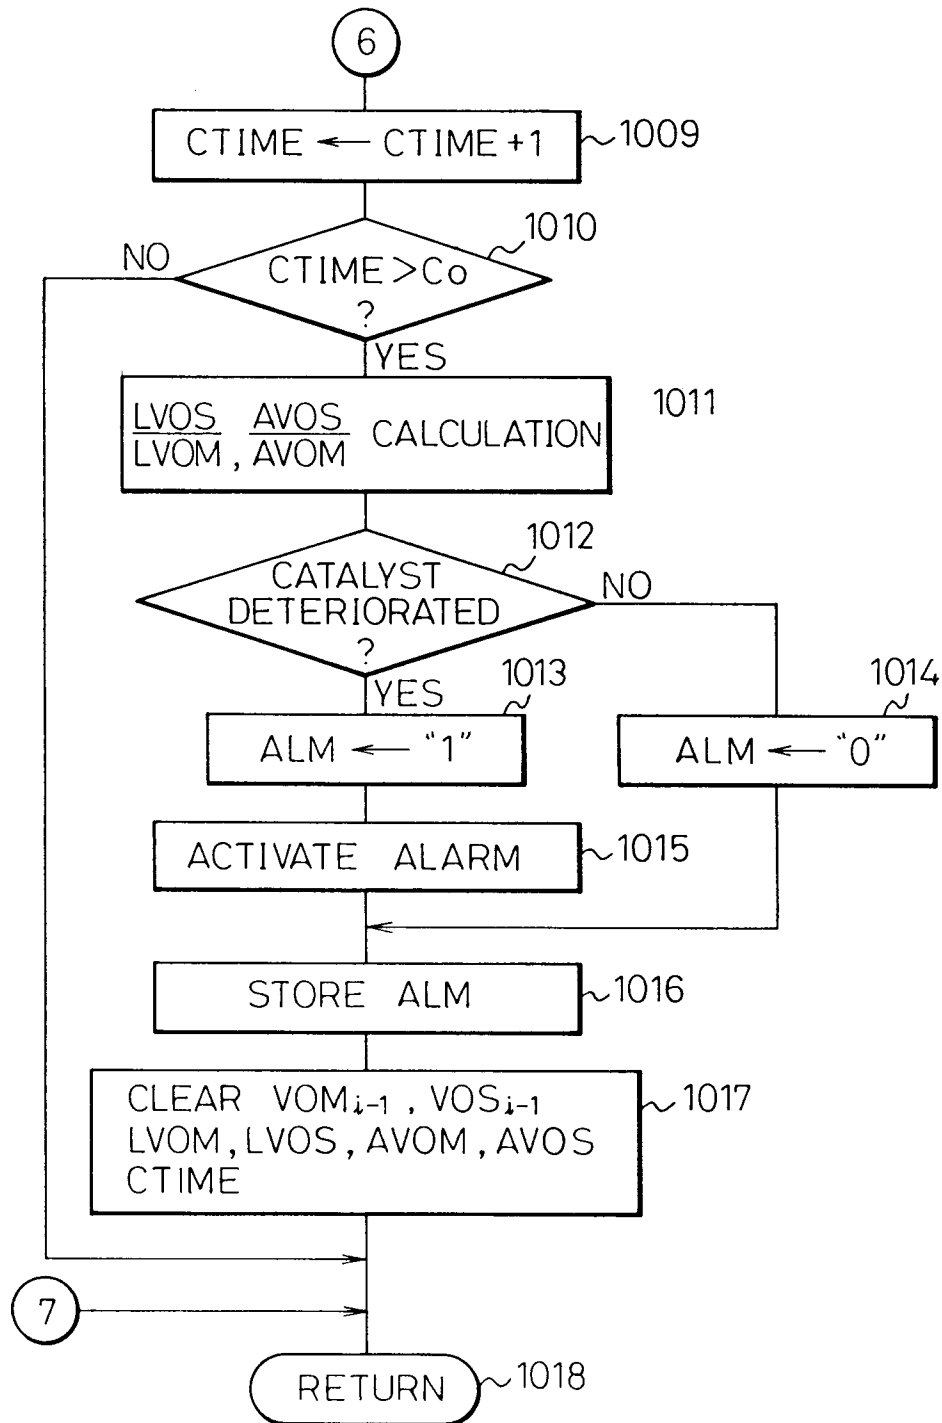 6
CTIME ← CTIME +1
1009
1010
NO
CTIME > Co
?
YES
1011
LVOS AVOS
LVOM , AVOM CALCULATION
1012
CATALYST
DETERIORATED
?
NO
YES
1013
1014
ALM ← "1"
ALM ← "0"
ACTIVATE ALARM
1015
STORE ALM
1016
CLEAR VOMi-1 , VOSi-1
1017
LVOM, LVOS, AVOM, AVOS
CTIME
7
RETURN
1018